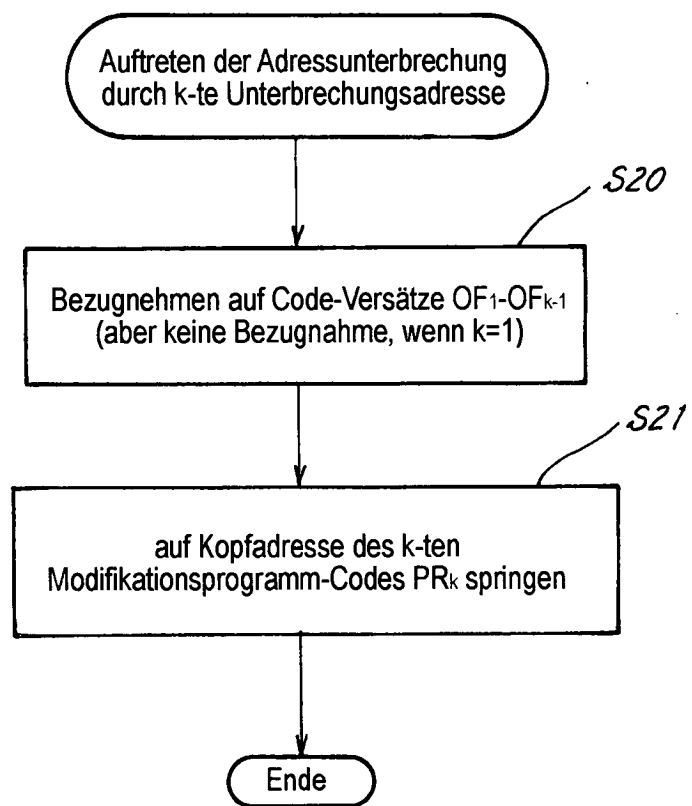 Auftreten der Adressunterbrechung
durch k-te Unterbrechungsadresse
S20
Bezugnehmen auf Code-Versätze OF1-OFk-1
(aber keine Bezugnahme, wenn k=1)
S21
auf Kopfadresse des k-ten
Modifikationsprogramm-Codes PRk springen
Ende